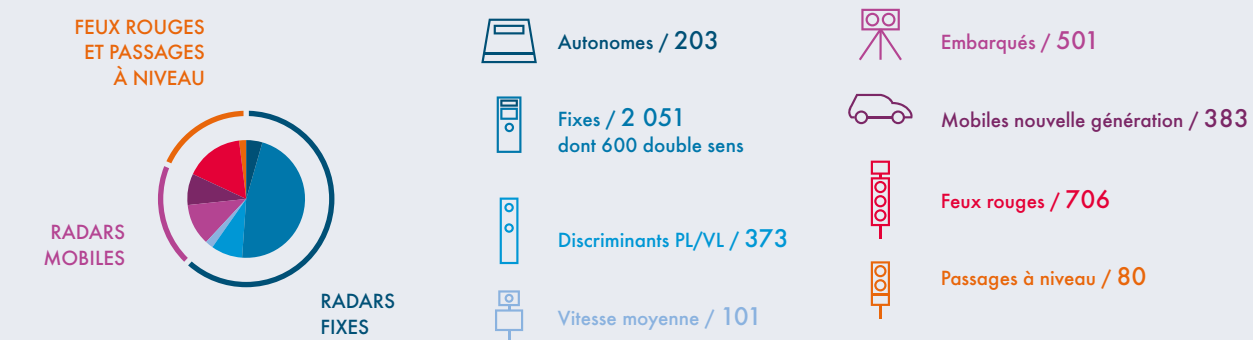 FEUX ROUGES
ET PASSAGES
À NIVEAU
RADARS
MOBILES
RADARS
FIXES
Autonomes / 203
Fixes / 2 051
dont 600 double sens
Discriminants PL/VL / 373
Vitesse moyenne / 101
Embarqués / 501
Mobiles nouvelle génération / 383
Feux rouges / 706
Passages à niveau / 80